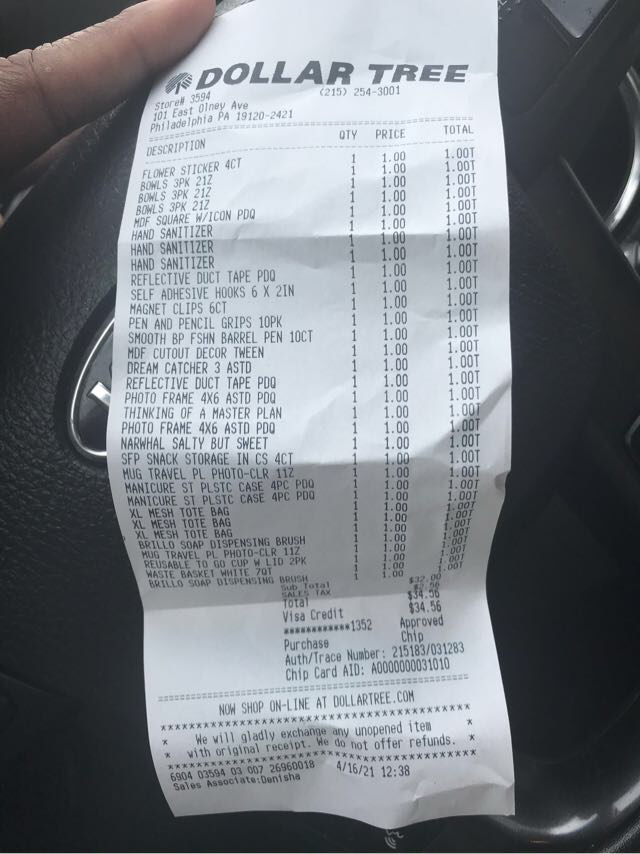 DOLLAR TREE
Store# 3594 (215) 254-3001
101 East Olney Ave
Philadelphia PA 19120-2421
DESCRIPTION QTY PRICE TOTAL
FLOWER STICKER 4CT 1 1.00 1.00T
BOWLS 3PK 21Z 1 1.00 1.00T
BOWLS 3PK 21Z 1 1.00 1.00T
BOWLS 3PK 21Z 1 1.00 1.00T
MDF SQUARE W/ICON PDQ 1 1.00 1.00T
HAND SANITIZER 1 1.00 1.00T
HAND SANITIZER 1 1.00 1.00T
HAND SANITIZER 1 1.00 1.00T
REFLECTIVE DUCT TAPE PDQ 1 1.00 1.00T
SELF ADHESIVE HOOKS 6 X 2IN 1 1.00 1.00T
MAGNET CLIPS 6CT 1 1.00 1.00T
PEN AND PENCIL GRIPS 10PK 1 1.00 1.00T
SMOOTH BP FSHN BARREL PEN 10CT 1 1.00 1.00T
MDF CUTOUT DECOR TWEEN 1 1.00 1.00T
DREAM CATCHER 3 ASTD 1 1.00 1.00T
REFLECTIVE DUCT TAPE PDQ 1 1.00 1.00T
PHOTO FRAME 4X6 ASTD PDQ 1 1.00 1.00T
THINKING OF A MASTER PLAN 1 1.00 1.00T
PHOTO FRAME 4X6 ASTD PDQ 1 1.00 1.00T
NARWHAL SALTY BUT SWEET 1 1.00 1.00T
SFP SNACK STORAGE IN CS 4CT 1 1.00 1.00T
MUG TRAVEL PL PHOTO-CLR 11Z 1 1.00 1.00T
MANICURE ST PLSTC CASE 4PC PDQ 1 1.00 1.00T
MANICURE ST PLSTC CASE 4PC PDQ 1 1.00 1.00T
XL MESH TOTE BAG 1 1.00 1.00T
XL MESH TOTE BAG 1 1.00 1.00T
XL MESH TOTE BAG 1 1.00 1.00T
BRILLO SOAP DISPENSING BRUSH 1 1.00 1.00T
MUG TRAVEL PL PHOTO-CLR 11Z 1 1.00 1.00T
REUSABLE TO GO CUP W LID 2PK 1 1.00 1.00T
WASTE BASKET WHITE 7QT 1 1.00 1.00T
BRILLO SOAP DISPENSING BRUSH 1 1.00 1.00T
Sub Total $32.00
SALES TAX $2.56
Total $34.56
Visa Credit $34.56
************1352 Approved
Purchase Chip
Auth/Trace Number: 215183/031283
Chip Card AID: A0000000031010
NOW SHOP ON-LINE AT DOLLARTREE.COM
* We will gladly exchange any unopened item *
* with original receipt. We do not offer refunds. *
6904 03594 03 007 26960018 4/16/21 12:38
Sales Associate:Denisha